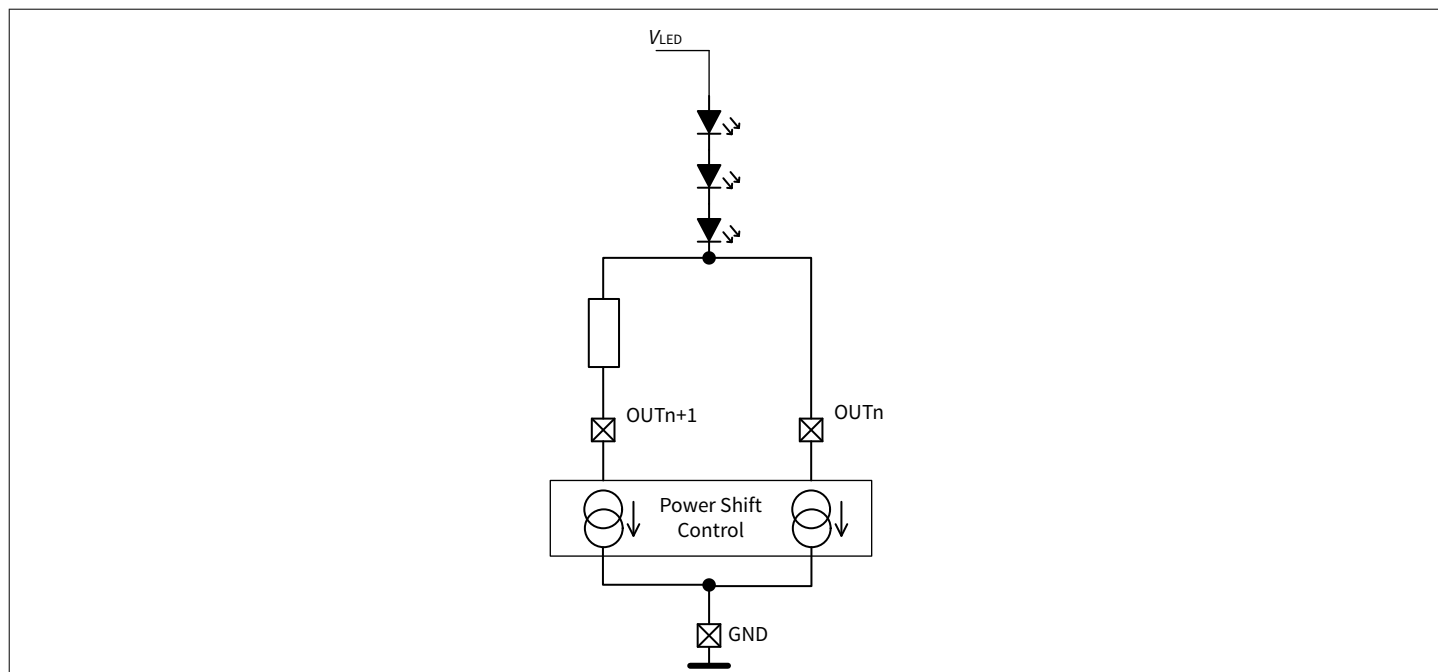 VLED
OUTn+1
OUTn
Power Shift
Control
GND